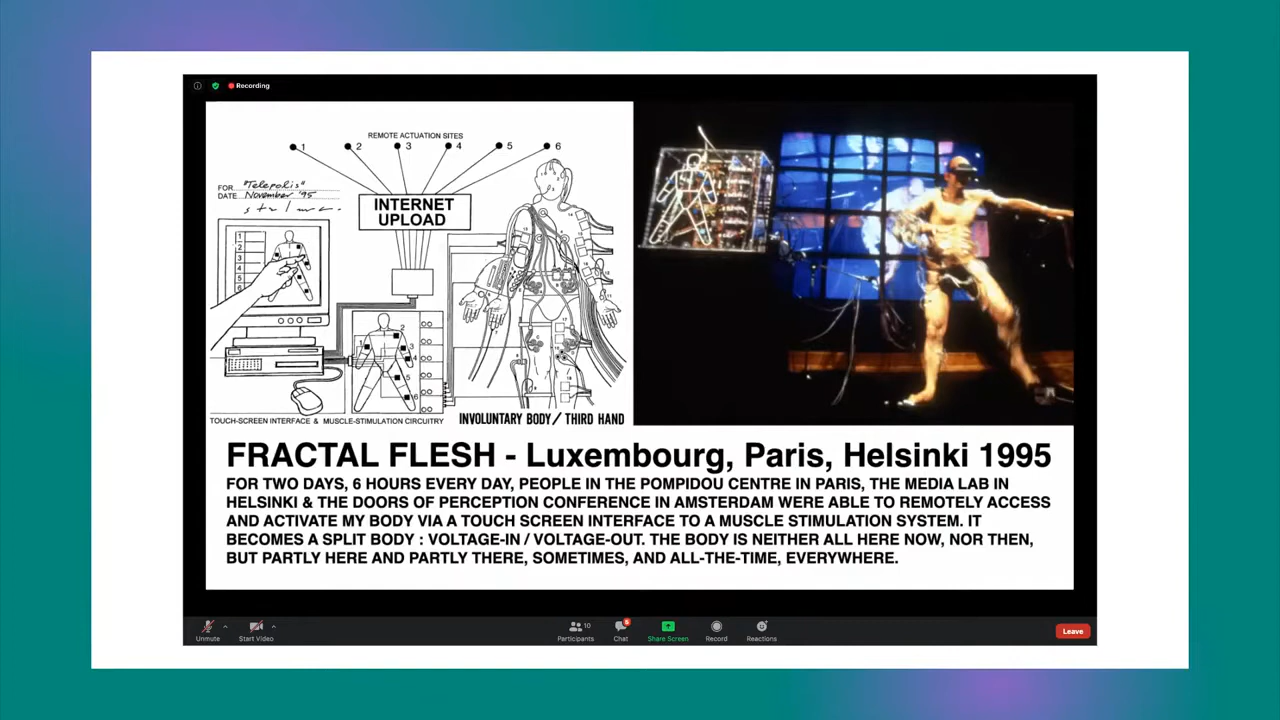 Recording
REMOTE ACTUATION SITES
1 2 3 4 5 6
FOR "Telepolis"
DATE November '95
INTERNET
UPLOAD
1
2
3
4
5
6
1
2
3
4
5
6
TOUCH-SCREEN INTERFACE & MUSCLE-STIMULATION CIRCUITRY
INVOLUNTARY BODY / THIRD HAND
FRACTAL FLESH - Luxembourg, Paris, Helsinki 1995
FOR TWO DAYS, 6 HOURS EVERY DAY, PEOPLE IN THE POMPIDOU CENTRE IN PARIS, THE MEDIA LAB IN
HELSINKI & THE DOORS OF PERCEPTION CONFERENCE IN AMSTERDAM WERE ABLE TO REMOTELY ACCESS
AND ACTIVATE MY BODY VIA A TOUCH SCREEN INTERFACE TO A MUSCLE STIMULATION SYSTEM. IT
BECOMES A SPLIT BODY : VOLTAGE-IN / VOLTAGE-OUT. THE BODY IS NEITHER ALL HERE NOW, NOR THEN,
BUT PARTLY HERE AND PARTLY THERE, SOMETIMES, AND ALL-THE-TIME, EVERYWHERE.
Unmute
Start Video
Participants 10
Chat
Share Screen
Record
Reactions
Leave